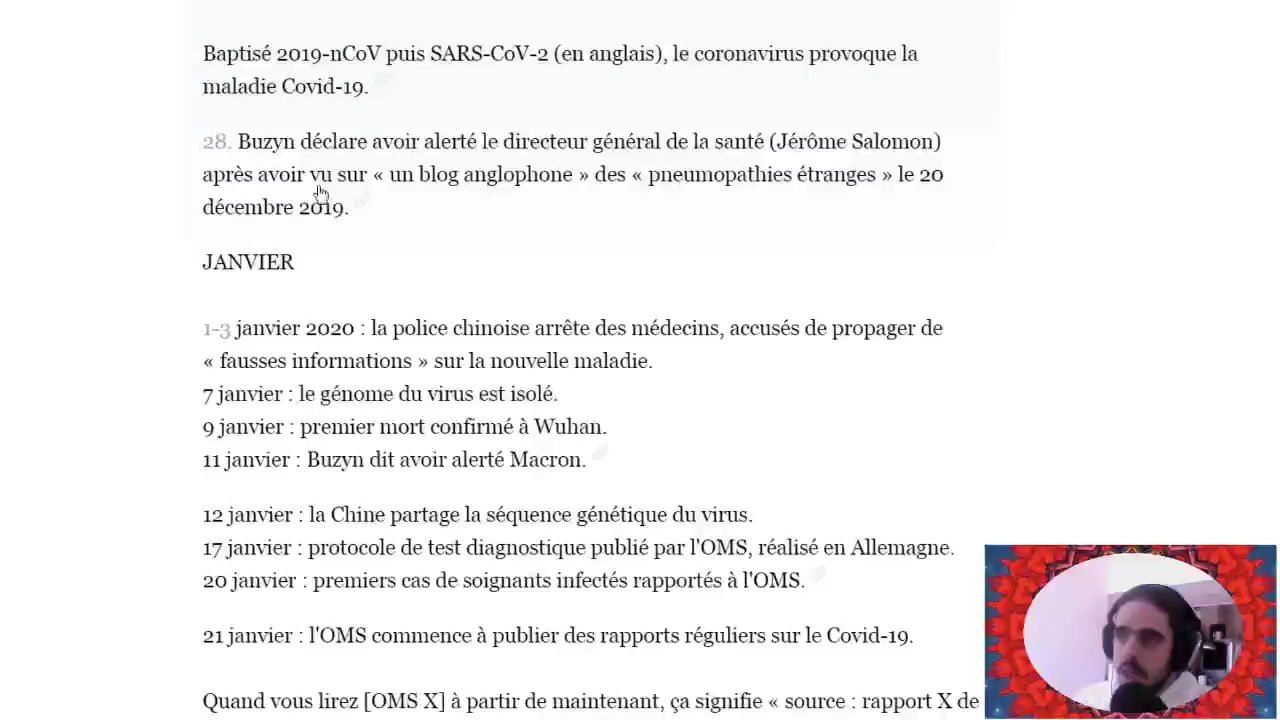 Baptisé 2019-nCoV puis SARS-CoV-2 (en anglais), le coronavirus provoque la
maladie Covid-19.
28. Buzyn déclare avoir alerté le directeur général de la santé (Jérôme Salomon)
après avoir vu sur « un blog anglophone » des « pneumopathies étranges » le 20
décembre 2019.
JANVIER
1-3 janvier 2020 : la police chinoise arrête des médecins, accusés de propager de
« fausses informations » sur la nouvelle maladie.
7 janvier : le génome du virus est isolé.
9 janvier : premier mort confirmé à Wuhan.
11 janvier : Buzyn dit avoir alerté Macron.
12 janvier : la Chine partage la séquence génétique du virus.
17 janvier : protocole de test diagnostique publié par l'OMS, réalisé en Allemagne.
20 janvier : premiers cas de soignants infectés rapportés à l'OMS.
21 janvier : l'OMS commence à publier des rapports réguliers sur le Covid-19.
Quand vous lirez [OMS X] à partir de maintenant, ça signifie « source : rapport X de